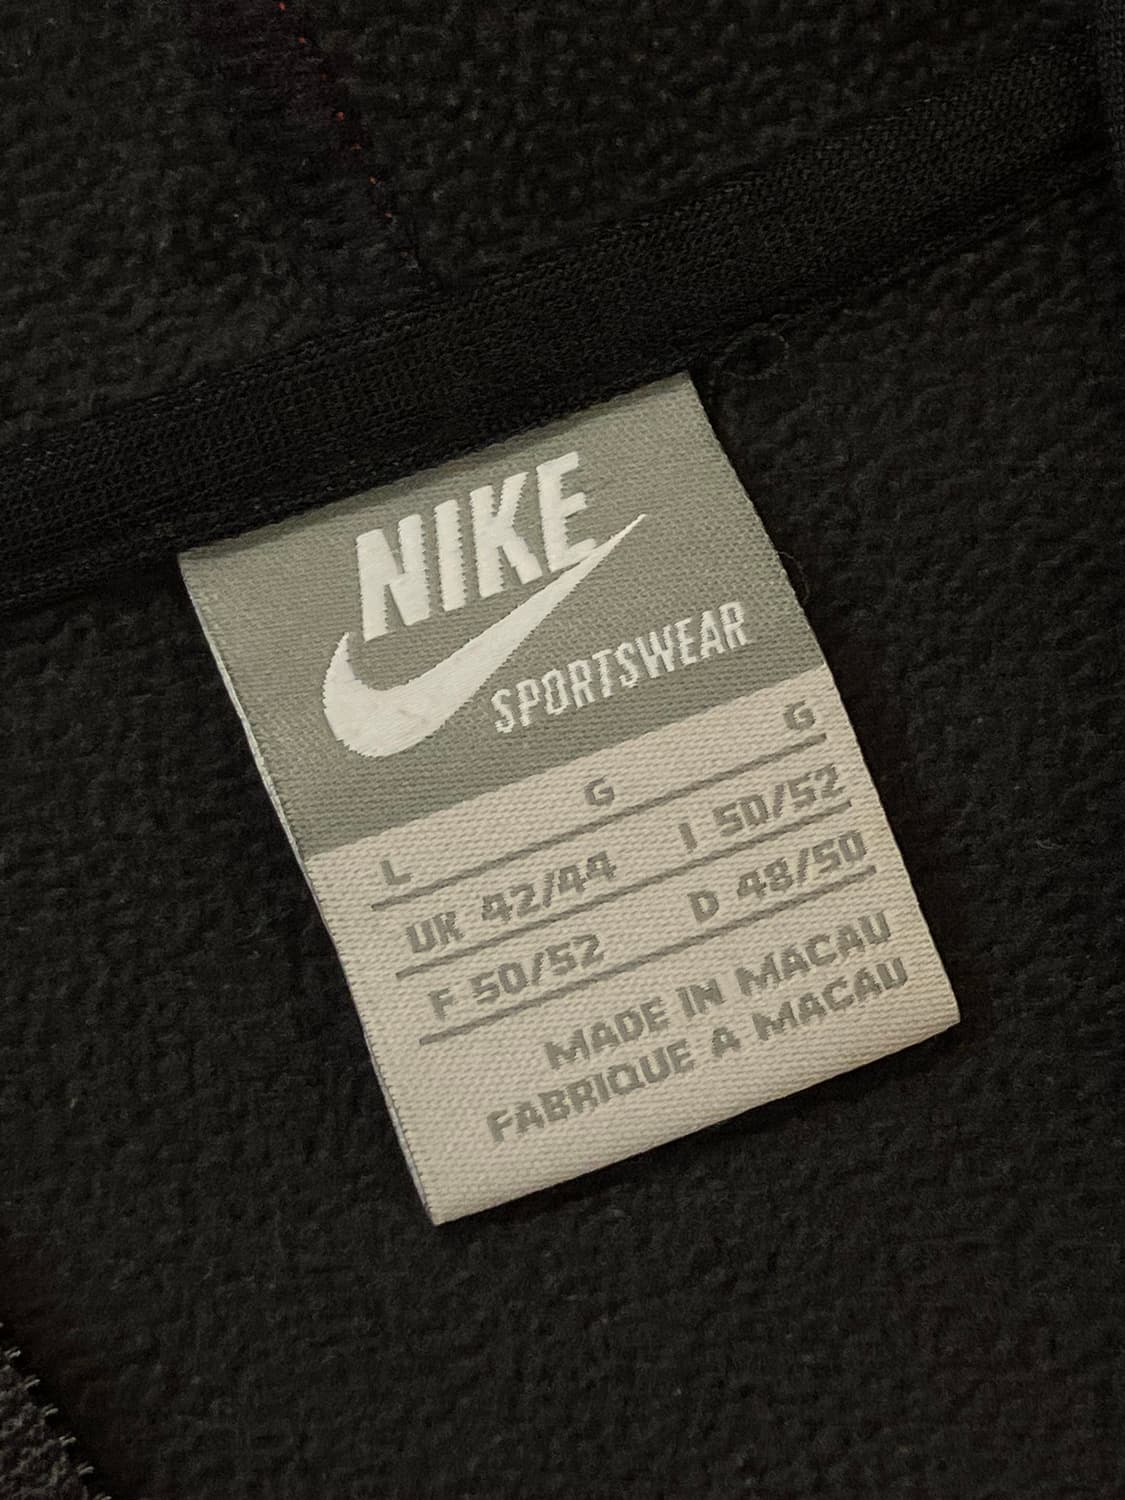 NIKE
SPORTSWEAR
L G G
UK 42/44 I 50/52
F 50/52 D 48/50
MADE IN MACAU
FABRIQUE A MACAU